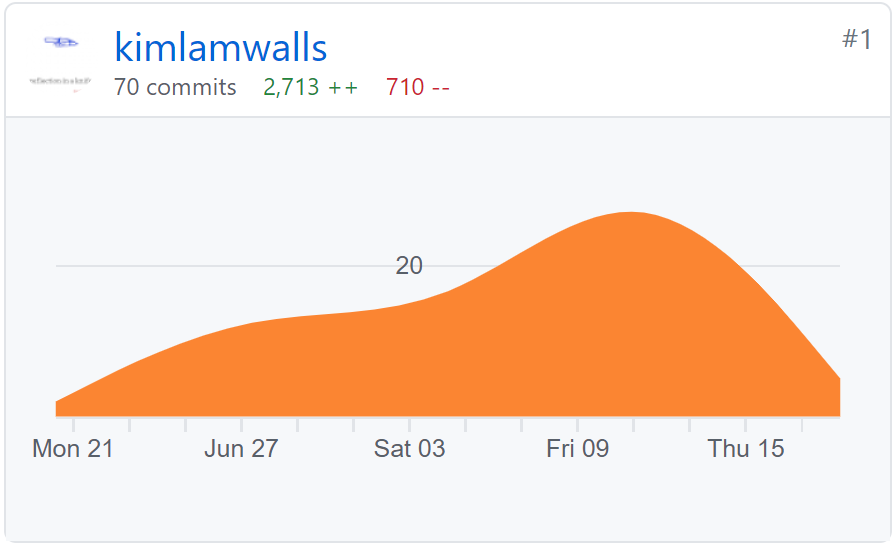 kimlamwalls
#1
70 commits 2,713 ++ 710 --
20
Mon 21 Jun 27 Sat 03 Fri 09 Thu 15